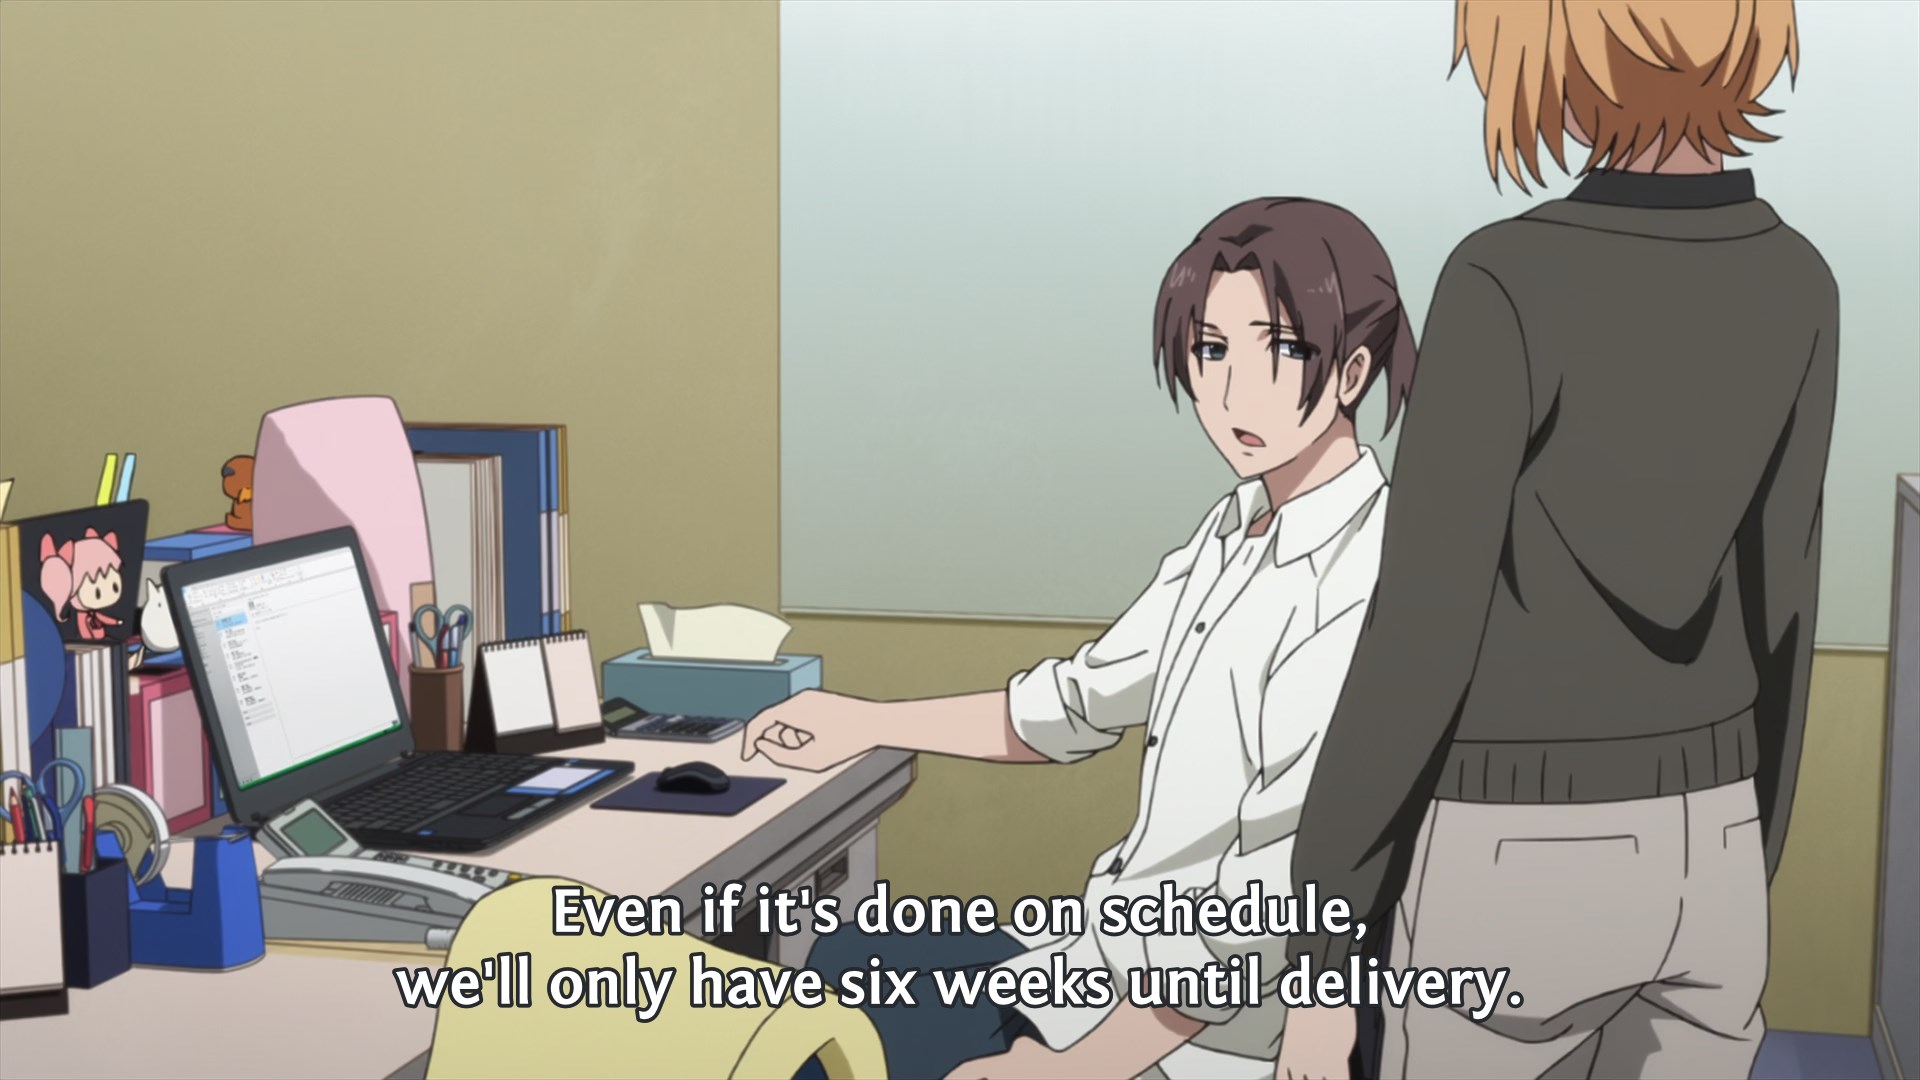 Even if it's done on schedule,
we'll only have six weeks until delivery.